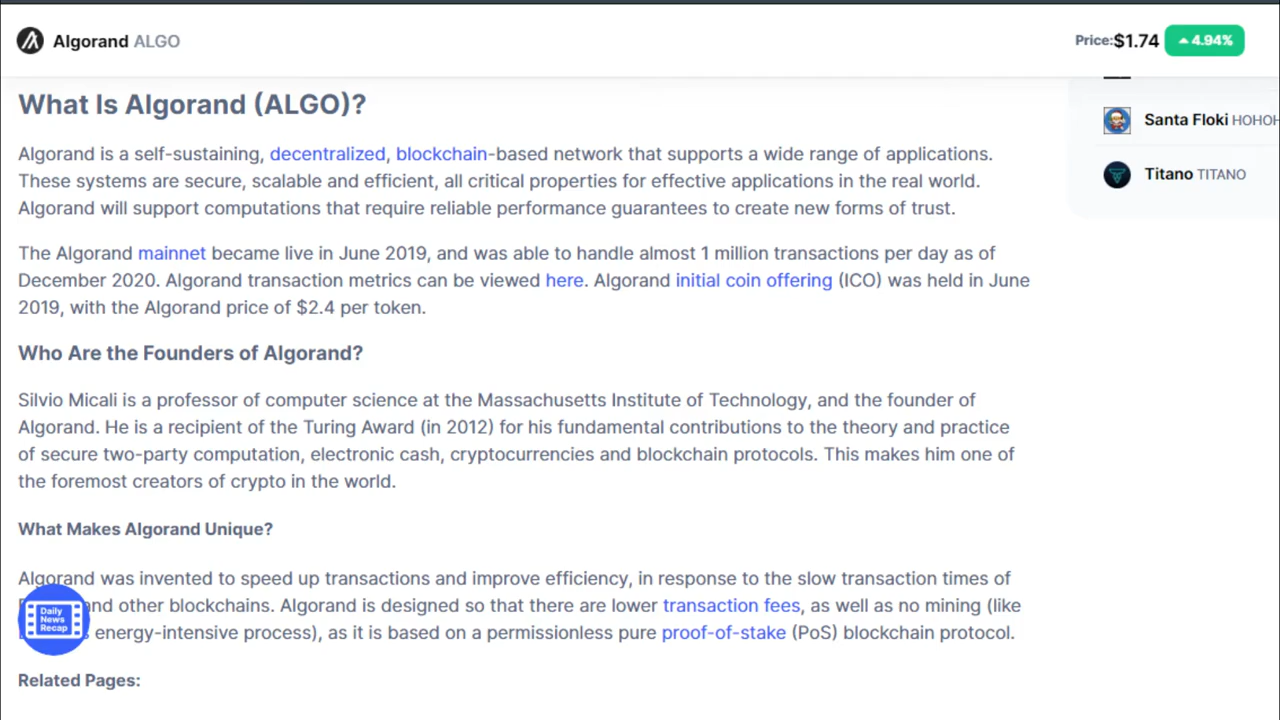 Algorand ALGO
Price:$1.74 4.94%
What Is Algorand (ALGO)?
Algorand is a self-sustaining, decentralized, blockchain-based network that supports a wide range of applications.
These systems are secure, scalable and efficient, all critical properties for effective applications in the real world.
Algorand will support computations that require reliable performance guarantees to create new forms of trust.
The Algorand mainnet became live in June 2019, and was able to handle almost 1 million transactions per day as of
December 2020. Algorand transaction metrics can be viewed here. Algorand initial coin offering (ICO) was held in June
2019, with the Algorand price of $2.4 per token.
Who Are the Founders of Algorand?
Silvio Micali is a professor of computer science at the Massachusetts Institute of Technology, and the founder of
Algorand. He is a recipient of the Turing Award (in 2012) for his fundamental contributions to the theory and practice
of secure two-party computation, electronic cash, cryptocurrencies and blockchain protocols. This makes him one of
the foremost creators of crypto in the world.
What Makes Algorand Unique?
Algorand was invented to speed up transactions and improve efficiency, in response to the slow transaction times of
and other blockchains. Algorand is designed so that there are lower transaction fees, as well as no mining (like
energy-intensive process), as it is based on a permissionless pure proof-of-stake (PoS) blockchain protocol.
Related Pages:
Daily
News
Recap
Santa Floki HOHOH
Titano TITANO